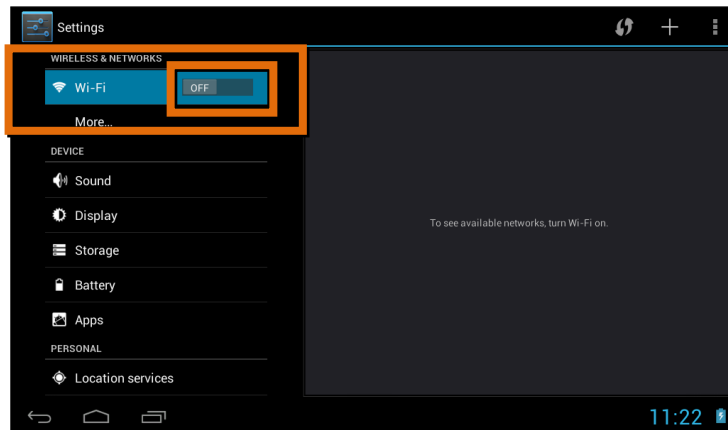 Settings
WIRELESS & NETWORKS
Wi-Fi
OFF
More...
DEVICE
Sound
Display
Storage
Battery
Apps
PERSONAL
Location services
To see available networks, turn Wi-Fi on.
11:22